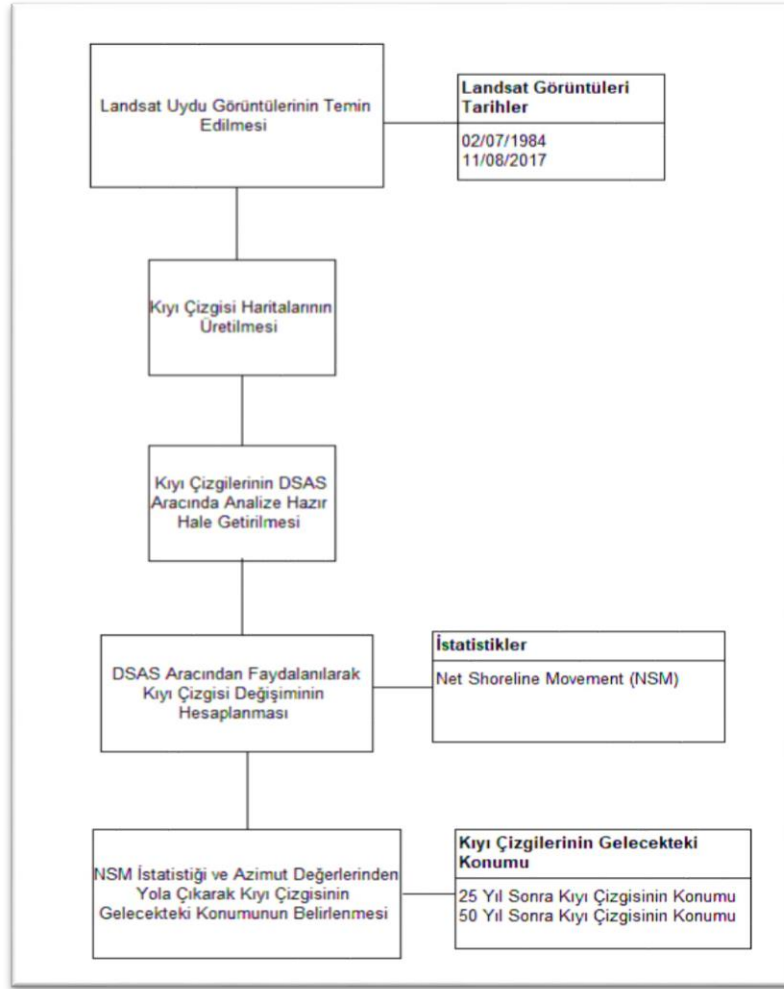 Landsat Uydu Görüntülerinin Temin
Edilmesi
Landsat Görüntüleri
Tarihler
02/07/1984
11/08/2017
Kıyı Çizgisi Haritalarının
Üretilmesi
Kıyı Çizgilerinin DSAS
Aracında Analize Hazır
Hale Getirilmesi
DSAS Aracından Faydalanılarak
Kıyı Çizgisi Değişiminin
Hesaplanması
İstatistikler
Net Shoreline Movement (NSM)
NSM İstatistiği ve Azimut Değerlerinden
Yola Çıkarak Kıyı Çizgisinin
Gelecekteki Konumunun Belirlenmesi
Kıyı Çizgilerinin Gelecekteki
Konumu
25 Yıl Sonra Kıyı Çizgisinin Konumu
50 Yıl Sonra Kıyı Çizgisinin Konumu